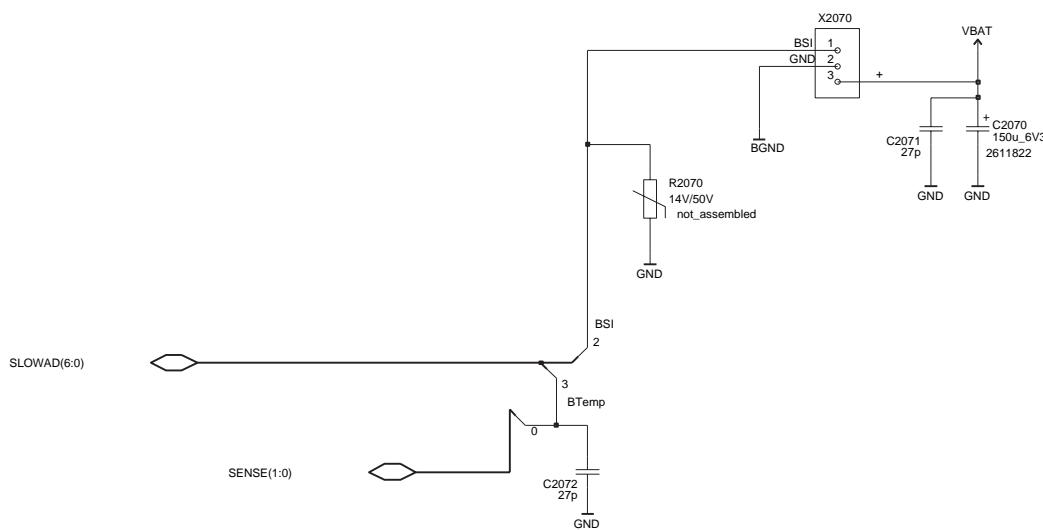 X2070
VBAT
BSI 1
GND 2
3 +
+ C2070
150u_6V3
2611822
C2071
27p
BGND
GND
GND
R2070
14V/50V
not_assembled
GND
BSI
2
SLOWAD(6:0)
3
BTemp
0
SENSE(1:0)
C2072
27p
GND